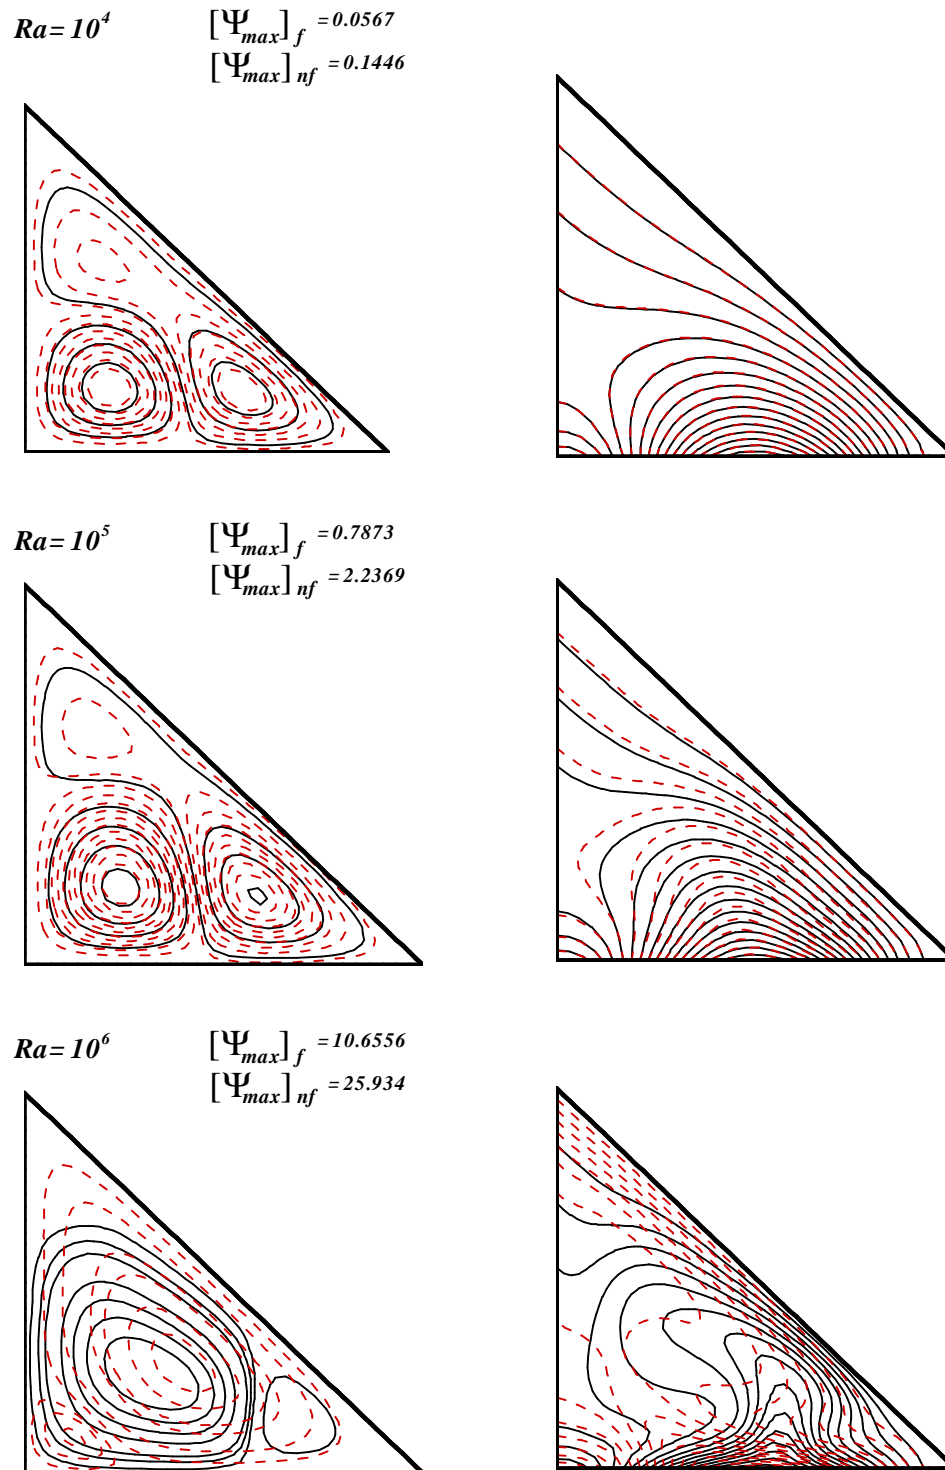 Ra=10⁴ [Ψmax]f =0.0567
[Ψmax]nf =0.1446
Ra=10⁵ [Ψmax]f =0.7873
[Ψmax]nf =2.2369
Ra=10⁶ [Ψmax]f =10.6556
[Ψmax]nf =25.934